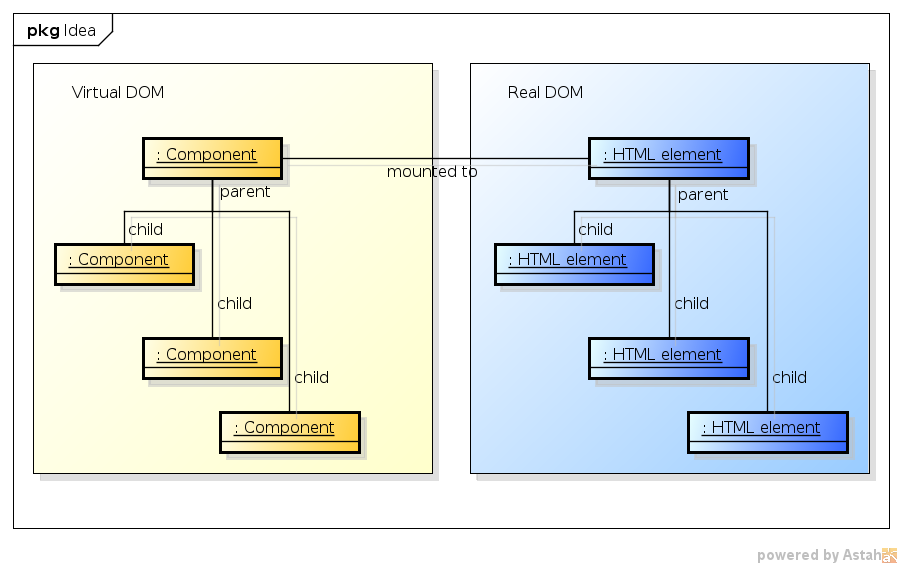 pkg Idea
Virtual DOM
Real DOM
: Component
: HTML element
mounted to
parent
parent
child
child
: Component
: HTML element
child
child
: Component
: HTML element
child
child
: Component
: HTML element
powered by Astah